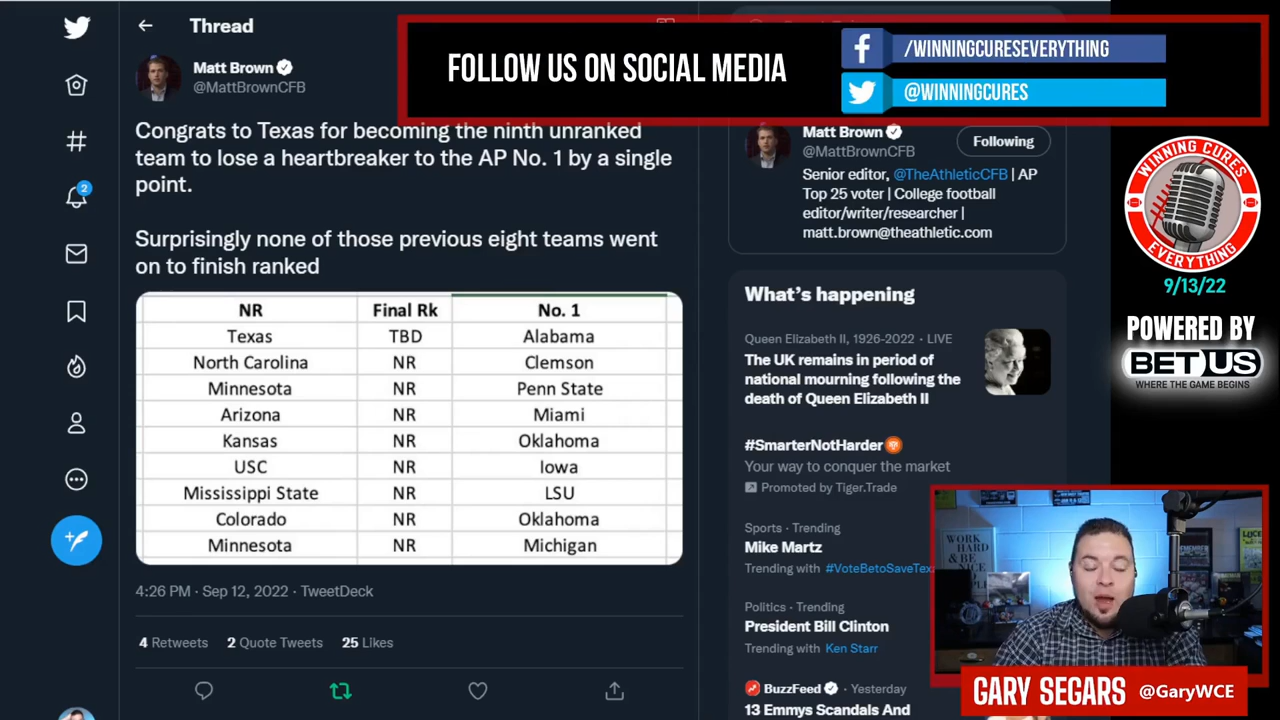 Thread
Matt Brown
@MattBrownCFB
FOLLOW US ON SOCIAL MEDIA
/WINNINGCURESEVERYTHING
@WINNINGCURES
Congrats to Texas for becoming the ninth unranked
team to lose a heartbreaker to the AP No. 1 by a single
point.
Surprisingly none of those previous eight teams went
on to finish ranked
NR Final Rk No. 1
Texas TBD Alabama
North Carolina NR Clemson
Minnesota NR Penn State
Arizona NR Miami
Kansas NR Oklahoma
USC NR Iowa
Mississippi State NR LSU
Colorado NR Oklahoma
Minnesota NR Michigan
4:26 PM · Sep 12, 2022 · TweetDeck
4 Retweets 2 Quote Tweets 25 Likes
2
Matt Brown
@MattBrownCFB
Following
Senior editor, @TheAthleticCFB | AP
Top 25 voter | College football
editor/writer/researcher |
matt.brown@theathletic.com
What's happening
Queen Elizabeth II, 1926-2022 · LIVE
The UK remains in period of
national mourning following the
death of Queen Elizabeth II
#SmarterNotHarder
Your way to conquer the market
Promoted by Tiger.Trade
Sports · Trending
Mike Martz
Trending with #VoteBetoSaveTex
Politics · Trending
President Bill Clinton
Trending with Ken Starr
BuzzFeed · Yesterday
13 Emmys Scandals And
WINNING CURES
EVERYTHING
9/13/22
POWERED BY
BETUS
WHERE THE GAME BEGINS
WORK
HARD
& BE
NICE
GARY SEGARS @GaryWCE